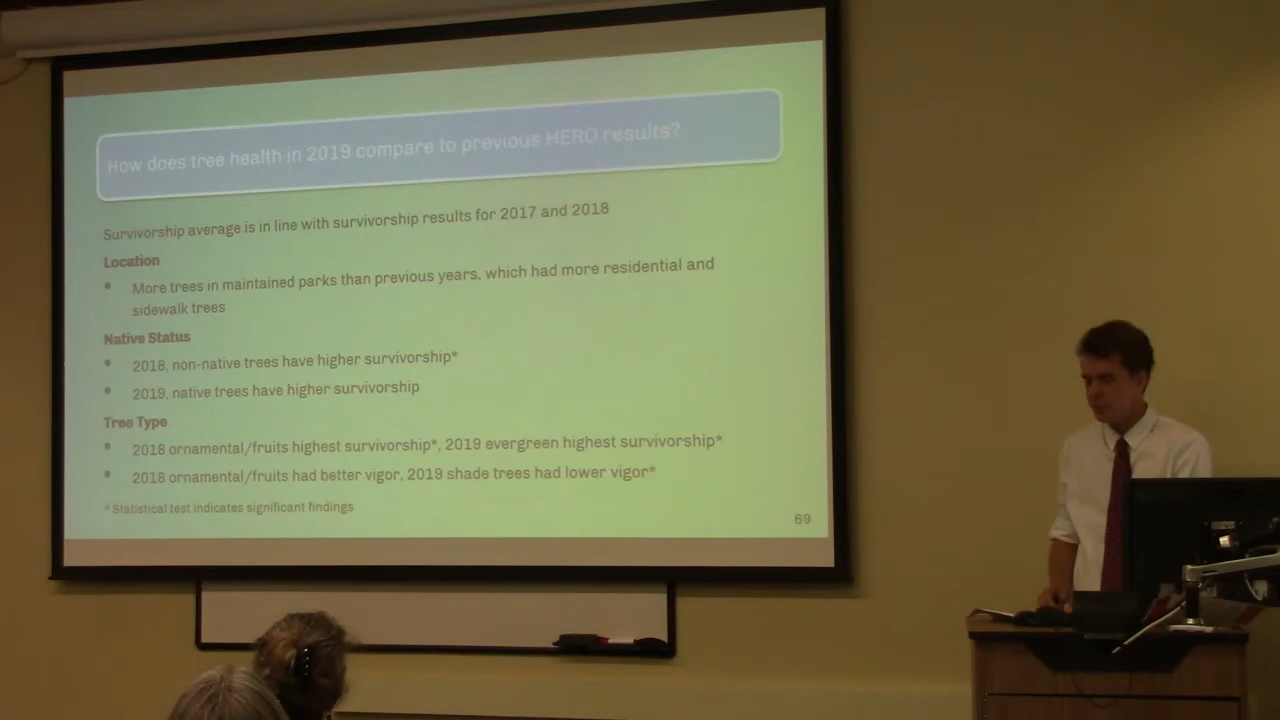 How does tree health in 2019 compare to previous HERO results?
Survivorship average is in line with survivorship results for 2017 and 2018
Location
• More trees in maintained parks than previous years, which had more residential and
sidewalk trees
Native Status
• 2018, non-native trees have higher survivorship*
• 2019, native trees have higher survivorship
Tree Type
• 2018 ornamental/fruits highest survivorship*, 2019 evergreen highest survivorship*
• 2018 ornamental/fruits had better vigor, 2019 shade trees had lower vigor*
* Statistical test indicates significant findings
69